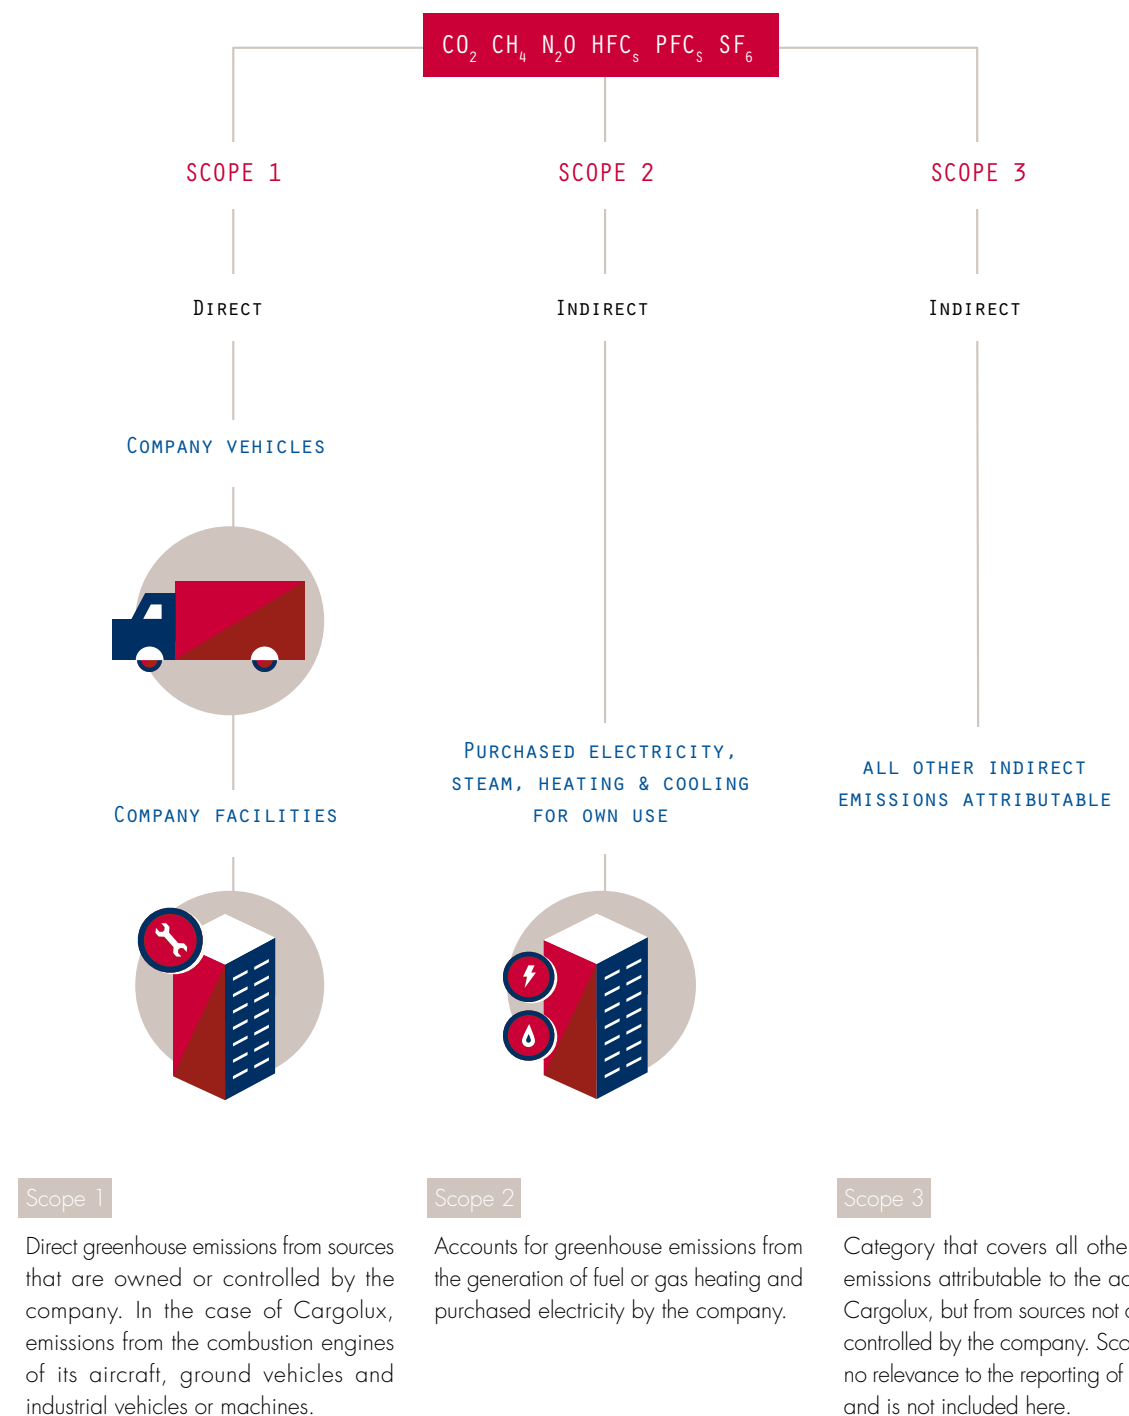 CO2 CH4 N2O HFCs PFCs SF6
SCOPE 1
SCOPE 2
SCOPE 3
DIRECT
INDIRECT
INDIRECT
COMPANY VEHICLES
COMPANY FACILITIES
PURCHASED ELECTRICITY,
STEAM, HEATING & COOLING
FOR OWN USE
ALL OTHER INDIRECT
EMISSIONS ATTRIBUTABLE
Scope 1
Direct greenhouse emissions from sources
that are owned or controlled by the
company. In the case of Cargolux,
emissions from the combustion engines
of its aircraft, ground vehicles and
industrial vehicles or machines.
Scope 2
Accounts for greenhouse emissions from
the generation of fuel or gas heating and
purchased electricity by the company.
Scope 3
Category that covers all
emissions attributable to the
Cargolux, but from sources not
controlled by the company.
no relevance to the reporting of
and is not included here.